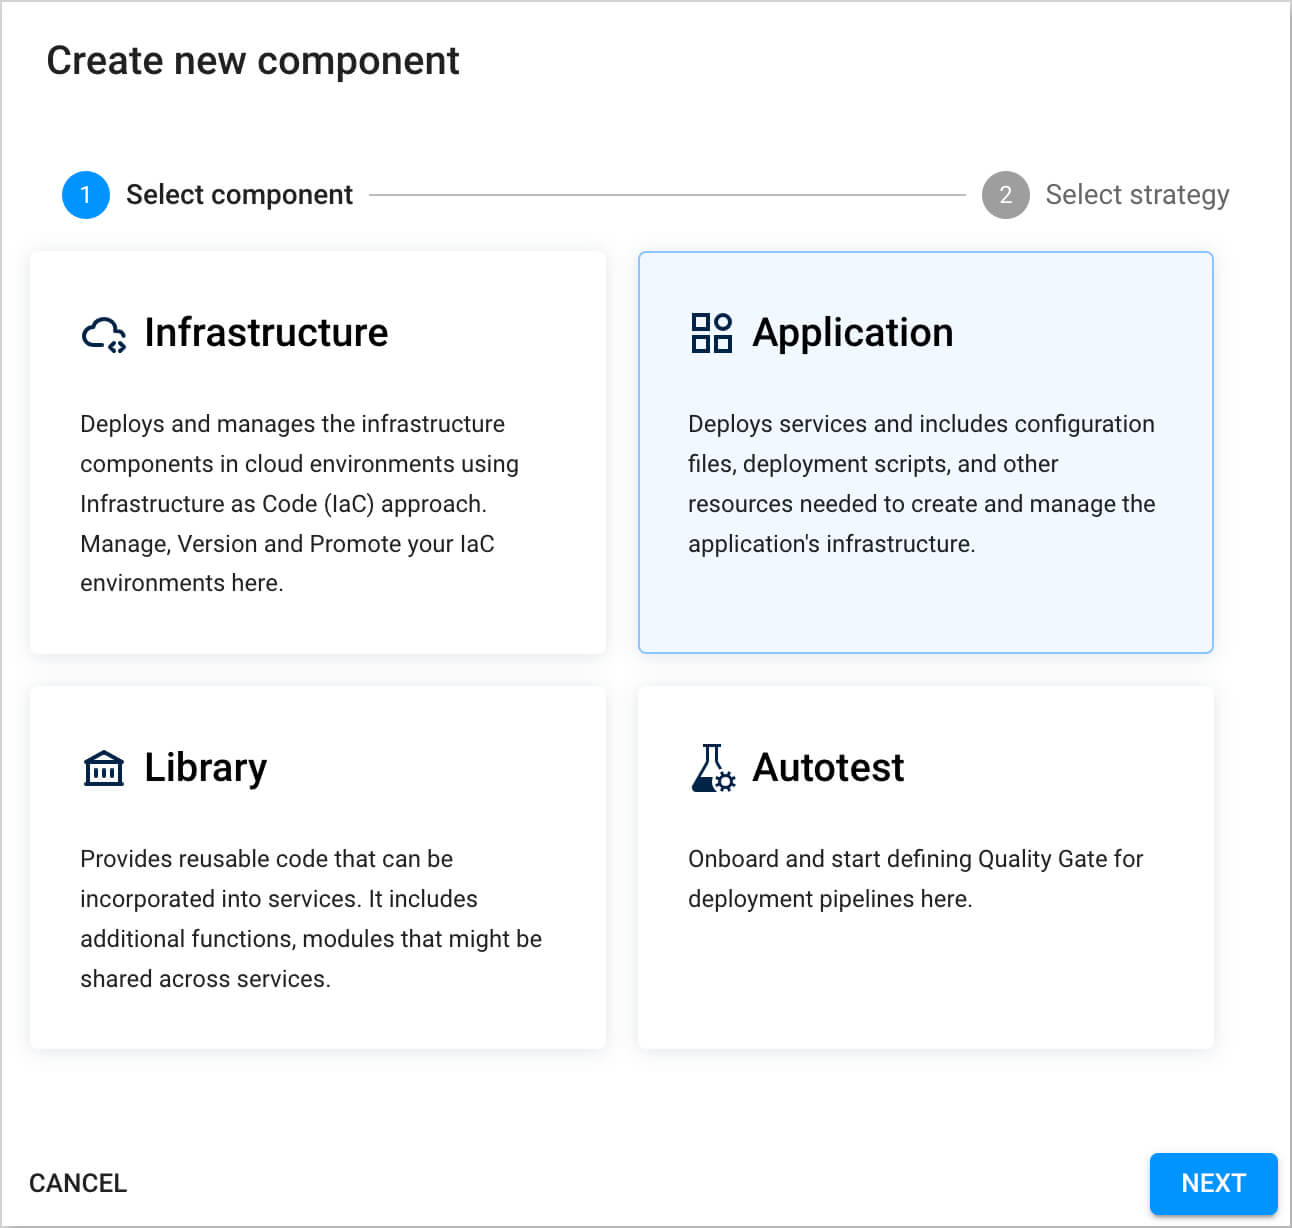 Create new component
1 Select component
2 Select strategy
Infrastructure
Deploys and manages the infrastructure
components in cloud environments using
Infrastructure as Code (IaC) approach.
Manage, Version and Promote your IaC
environments here.
Application
Deploys services and includes configuration
files, deployment scripts, and other
resources needed to create and manage the
application's infrastructure.
Library
Provides reusable code that can be
incorporated into services. It includes
additional functions, modules that might be
shared across services.
Autotest
Onboard and start defining Quality Gate for
deployment pipelines here.
CANCEL
NEXT